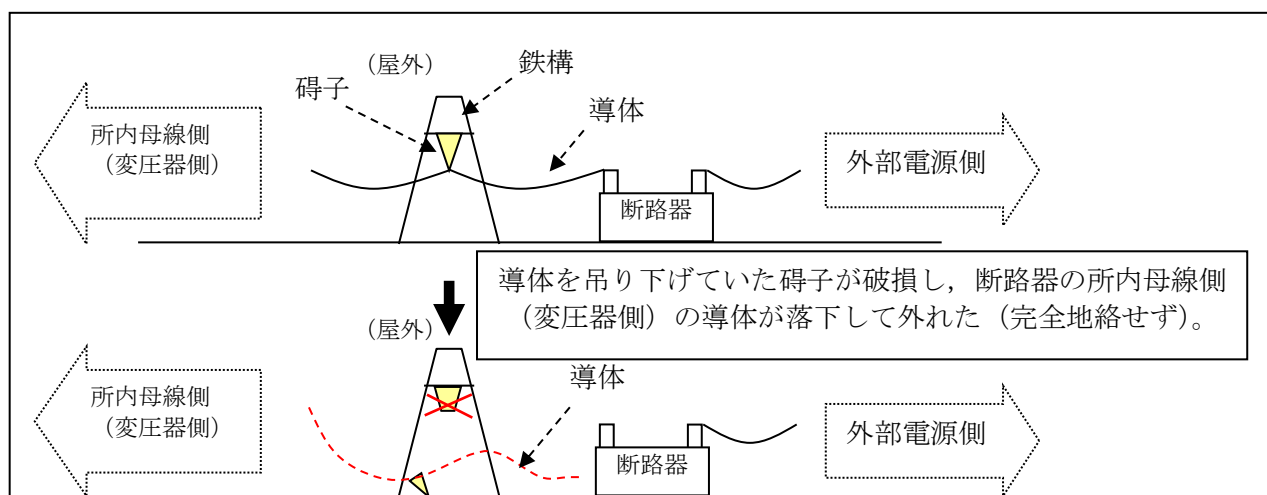 （屋外）
鉄構
碍子
導体
所内母線側
（変圧器側）
外部電源側
断路器
導体を吊り下げていた碍子が破損し，断路器の所内母線側
（変圧器側）の導体が落下して外れた（完全地絡せず）。
（屋外）
導体
所内母線側
（変圧器側）
外部電源側
断路器